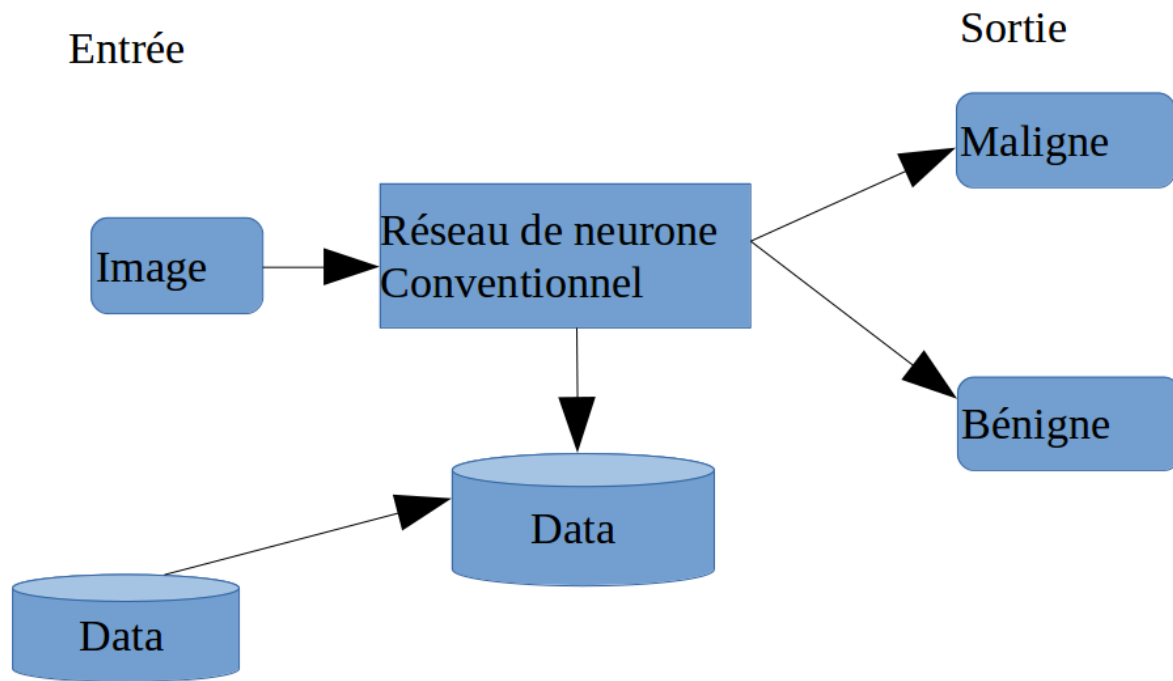 Entrée
Sortie
Maligne
Image
Réseau de neurone
Conventionnel
Bénigne
Data
Data